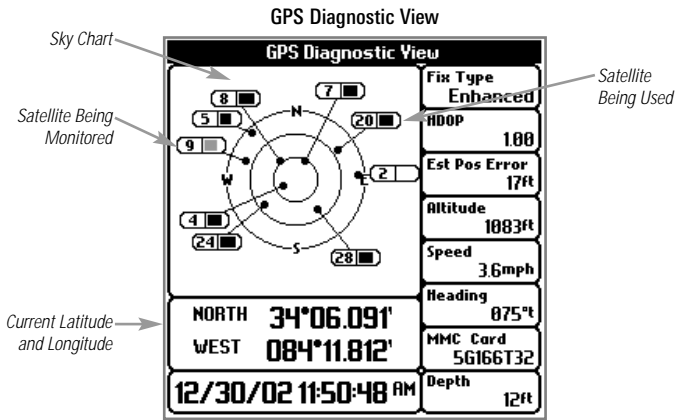 GPS Diagnostic View
Sky Chart
Satellite Being
Monitored
Satellite
Being Used
Current Latitude
and Longitude
GPS Diagnostic View
8
7
5
20
9
2
4
24
28
N
W
E
S
Fix Type
Enhanced
HDOP
1.00
Est Pos Error
17ft
Altitude
1083ft
Speed
3.6mph
Heading
075°t
MMC Card
5G166T32
Depth
12ft
NORTH 34°06.091'
WEST 084°11.812'
12/30/02 11:50:48 AM